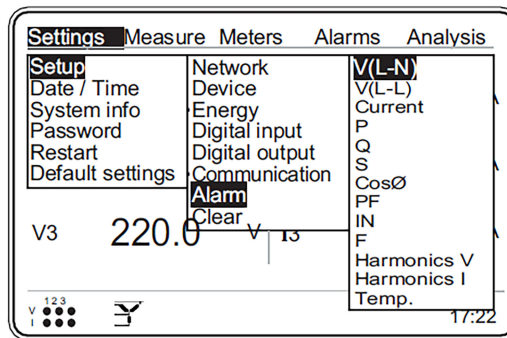 Settings Measure Meters Alarms Analysis
Setup
Date / Time
System info
Password
Restart
Default settings
Network
Device
Energy
Digital input
Digital output
Communication
Alarm
Clear
V(L-N)
V(L-L)
Current
P
Q
S
CosØ
PF
IN
F
Harmonics V
Harmonics I
Temp.
V3 220.0 V I3
1 2 3
V
I
17:22